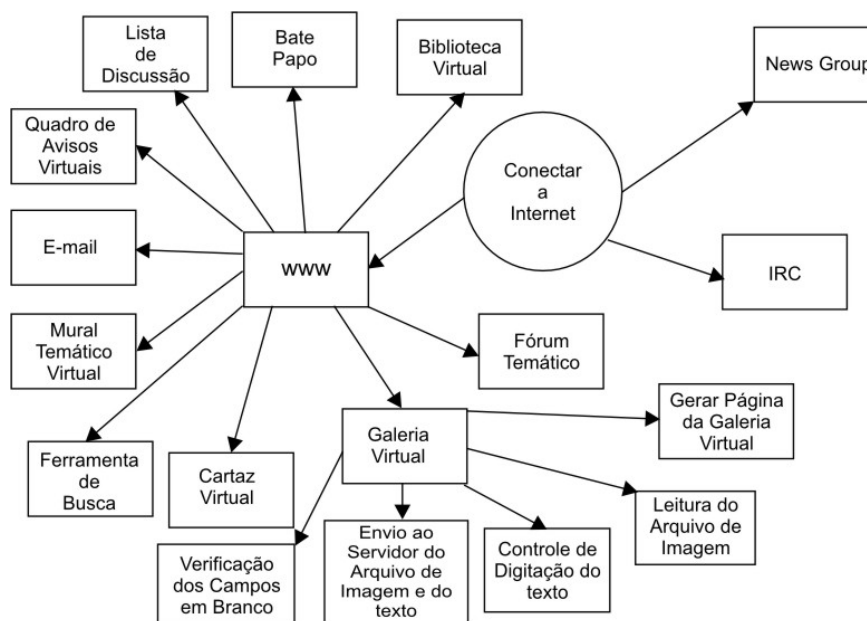 Lista
de
Discussão
Bate
Papo
Biblioteca
Virtual
News Group
Quadro de
Avisos
Virtuais
Conectar
a
Internet
E-mail
www
IRC
Mural
Temático
Virtual
Fórum
Temático
Gerar Página
da Galeria
Virtual
Galeria
Virtual
Ferramenta
de
Busca
Cartaz
Virtual
Leitura do
Arquivo de
Imagem
Verificação
dos Campos
em Branco
Envio ao
Servidor do
Arquivo de
Imagem e do
texto
Controle de
Digitação do
texto